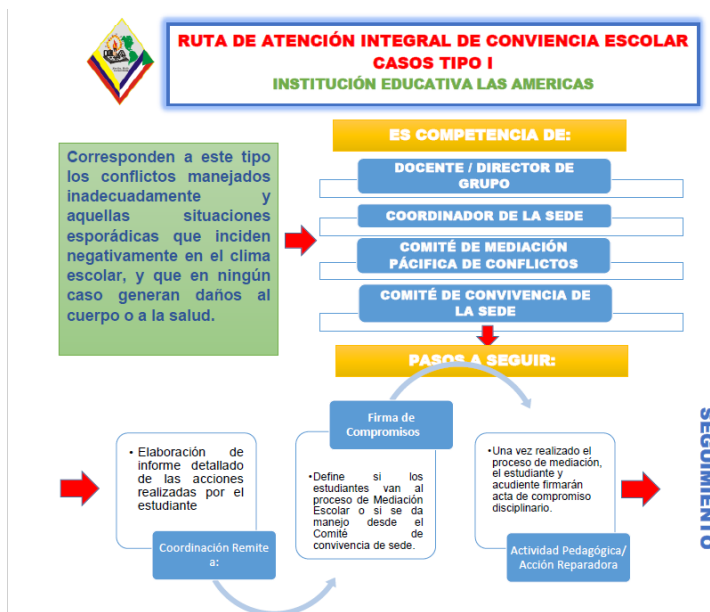 RUTA DE ATENCIÓN INTEGRAL DE CONVIENCIA ESCOLAR
CASOS TIPO I
INSTITUCIÓN EDUCATIVA LAS AMERICAS
Corresponden a este tipo
los conflictos manejados
inadecuadamente y
aquellas situaciones
esporádicas que inciden
negativamente en el clima
escolar, y que en ningún
caso generan daños al
cuerpo o a la salud.
ES COMPETENCIA DE:
DOCENTE / DIRECTOR DE
GRUPO
COORDINADOR DE LA SEDE
COMITÉ DE MEDIACIÓN
PÁCIFICA DE CONFLICTOS
COMITÉ DE CONVIVENCIA DE
LA SEDE
PASOS A SEGUIR:
• Elaboración de
informe detallado
de las acciones
realizadas por el
estudiante
Coordinación Remite
a:
Firma de
Compromisos
•Define si los
estudiantes van al
proceso de Mediación
Escolar o si se da
manejo desde el
Comité de
convivencia de sede.
•Una vez realizado el
proceso de mediación,
el estudiante y
acudiente firmarán
acta de compromiso
disciplinario.
Actividad Pedagógica/
Acción Reparadora
SEGUIMIENTO